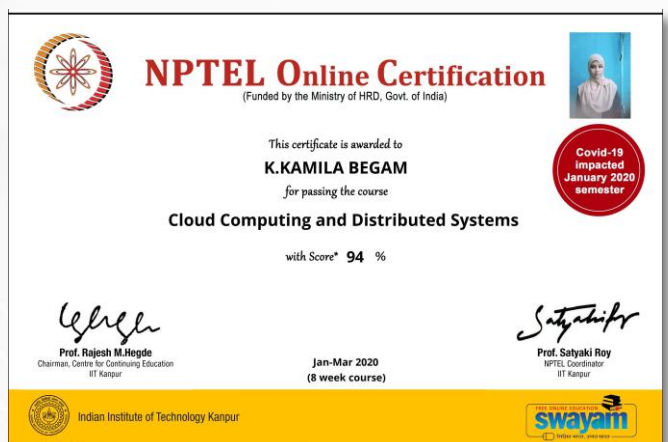 NPTEL Online Certification
(Funded by the Ministry of HRD, Govt. of India)
This certificate is awarded to
K.KAMILA BEGAM
for passing the course
Cloud Computing and Distributed Systems
with Score* 94 %
Covid-19
impacted
January 2020
semester
Prof. Rajesh M.Hegde
Chairman, Centre for Continuing Education
IIT Kanpur
Jan-Mar 2020
(8 week course)
Prof. Satyaki Roy
NPTEL Coordinator
IIT Kanpur
Indian Institute of Technology Kanpur
FREE ONLINE EDUCATION
swayam